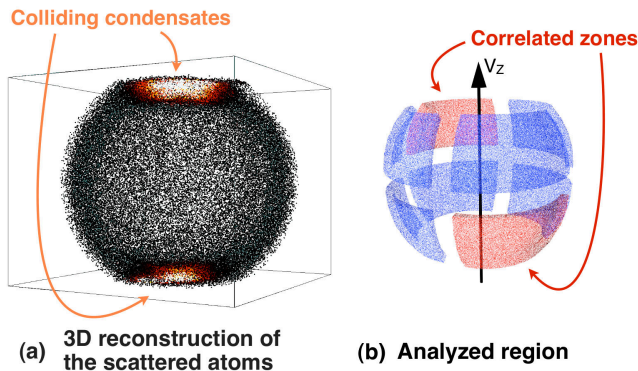 Colliding condensates
Correlated zones
VZ
(a) 3D reconstruction of
the scattered atoms
(b) Analyzed region